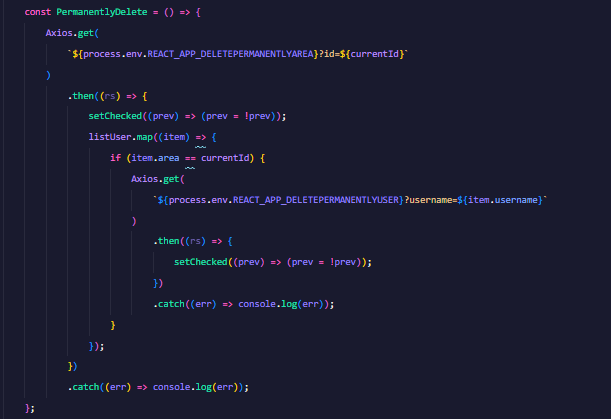 const PermanentlyDelete = () => {
Axios.get(
`${process.env.REACT_APP_DELETEPERMANENTLYAREA}?id=${currentId}`
)
.then((rs) => {
setChecked((prev) => (prev = !prev));
listUser.map((item) => {
if (item.area == currentId) {
Axios.get(
`${process.env.REACT_APP_DELETEPERMANENTLYUSER}?username=${item.username}`
)
.then((rs) => {
setChecked((prev) => (prev = !prev));
})
.catch((err) => console.log(err));
}
});
})
.catch((err) => console.log(err));
};